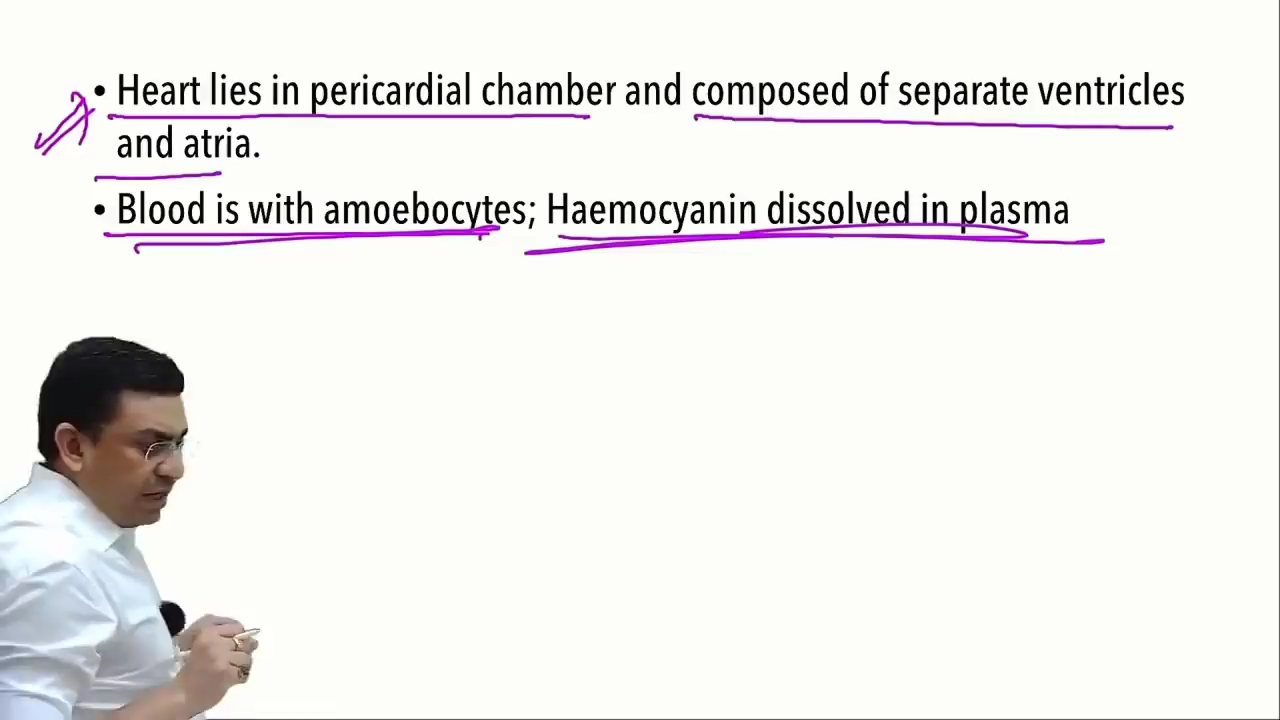 • Heart lies in pericardial chamber and composed of separate ventricles
and atria.
• Blood is with amoebocytes; Haemocyanin dissolved in plasma